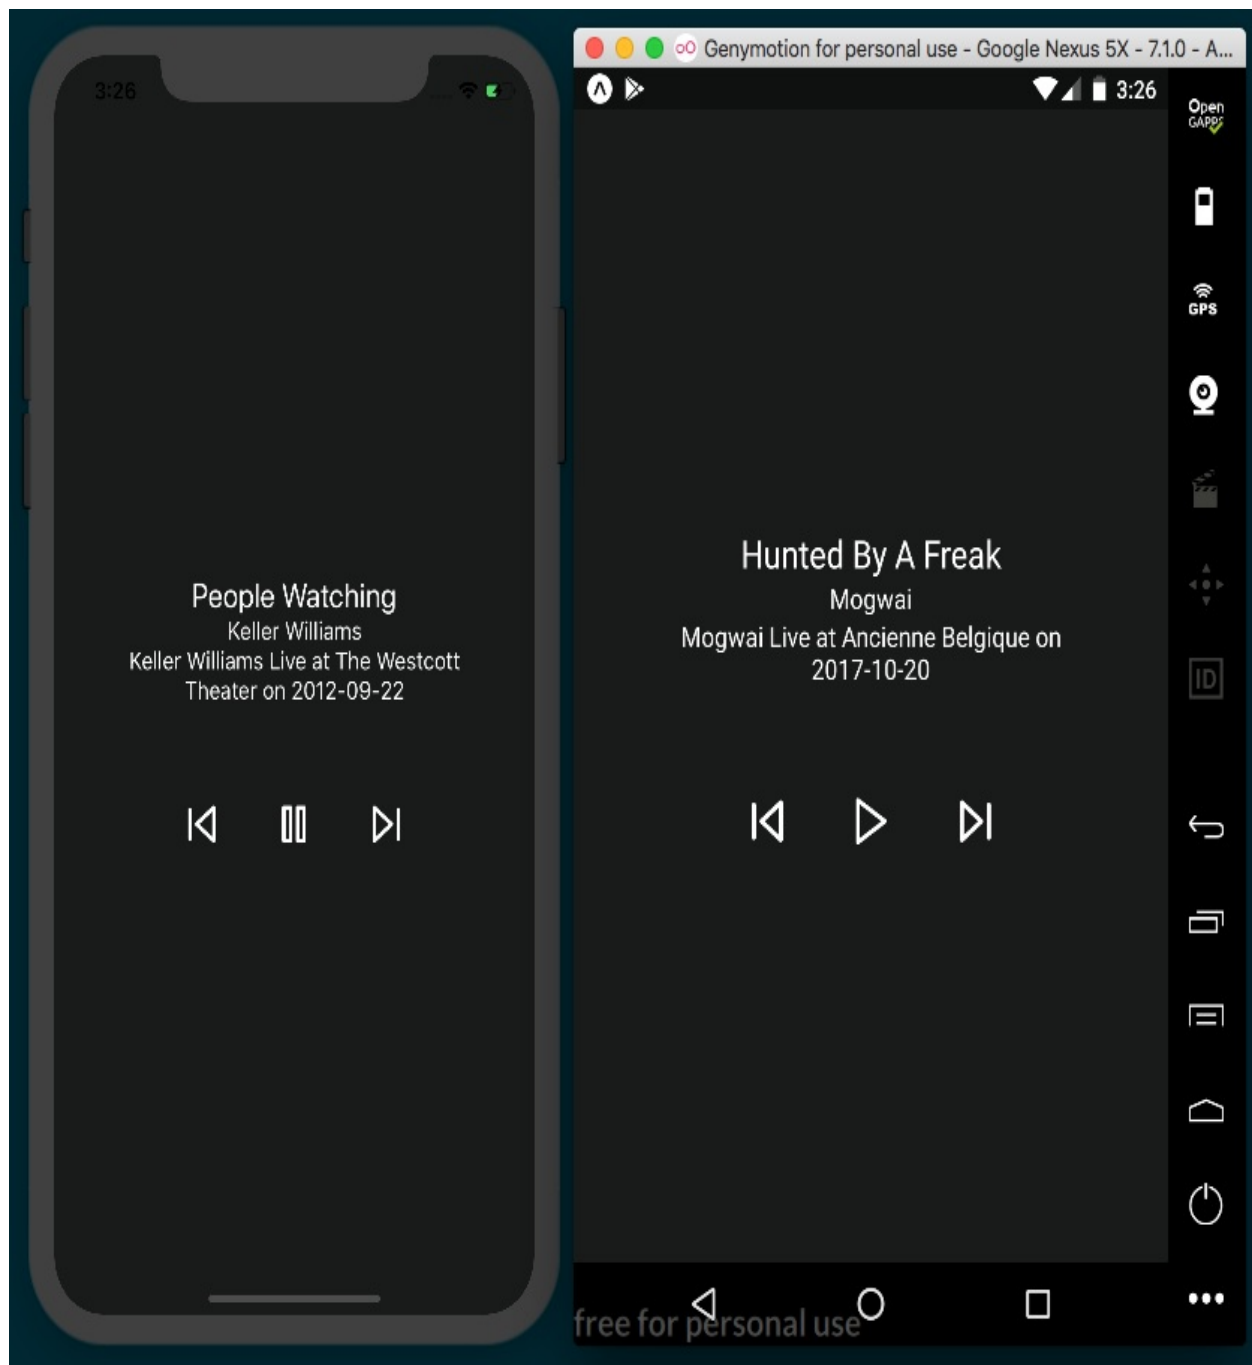 3:26
People Watching
Keller Williams
Keller Williams Live at The Westcott
Theater on 2012-09-22
Genymotion for personal use - Google Nexus 5X - 7.1.0 - A...
3:26
Hunted By A Freak
Mogwai
Mogwai Live at Ancienne Belgique on
2017-10-20
free for personal use
Open
GAPPS
GPS
ID